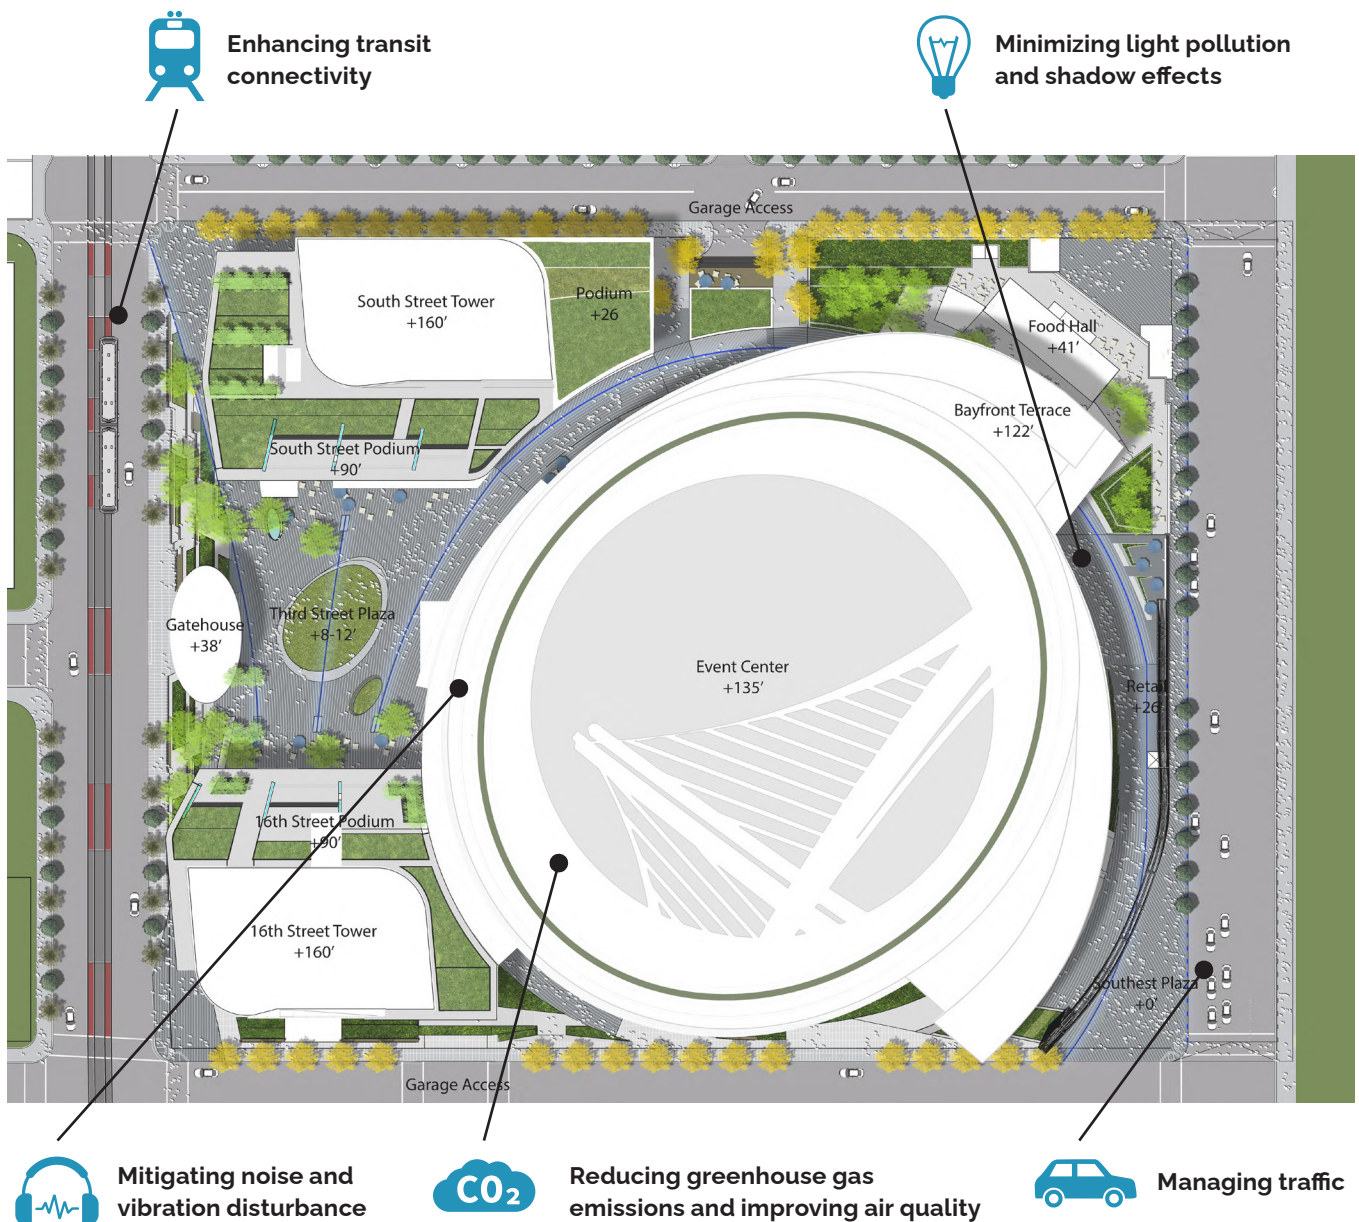 Enhancing transit
connectivity
Minimizing light pollution
and shadow effects
Garage Access
South Street Tower
+160′
Podium
+26
Food Hall
+41′
Bayfront Terrace
+122′
South Street Podium
+90′
Third Street Plaza
+8-12′
Gatehouse
+38′
Event Center
+135′
Retail
+26′
16th Street Podium
+90′
16th Street Tower
+160′
Southest Plaza
+0′
Garage Access
Mitigating noise and
vibration disturbance
CO₂
Reducing greenhouse gas
emissions and improving air quality
Managing traffic